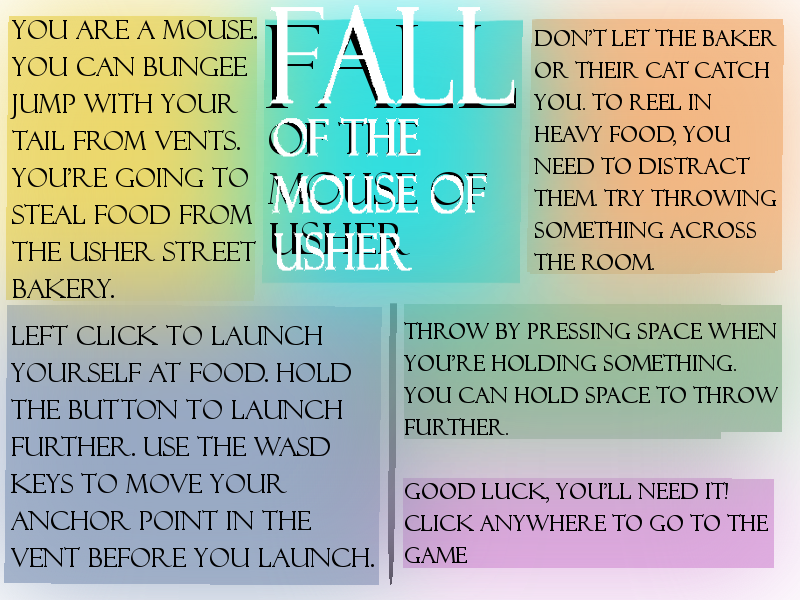 YOU ARE A MOUSE.
YOU CAN BUNGEE
JUMP WITH YOUR
TAIL FROM VENTS.
YOU'RE GOING TO
STEAL FOOD FROM
THE USHER STREET
BAKERY.
FALL
OF THE
MOUSE OF
USHER
DON'T LET THE BAKER
OR THEIR CAT CATCH
YOU. TO REEL IN
HEAVY FOOD, YOU
NEED TO DISTRACT
THEM. TRY THROWING
SOMETHING ACROSS
THE ROOM.
LEFT CLICK TO LAUNCH
YOURSELF AT FOOD. HOLD
THE BUTTON TO LAUNCH
FURTHER. USE THE WASD
KEYS TO MOVE YOUR
ANCHOR POINT IN THE
VENT BEFORE YOU LAUNCH.
THROW BY PRESSING SPACE WHEN
YOU'RE HOLDING SOMETHING.
YOU CAN HOLD SPACE TO THROW
FURTHER.
GOOD LUCK, YOU'LL NEED IT!
CLICK ANYWHERE TO GO TO THE
GAME